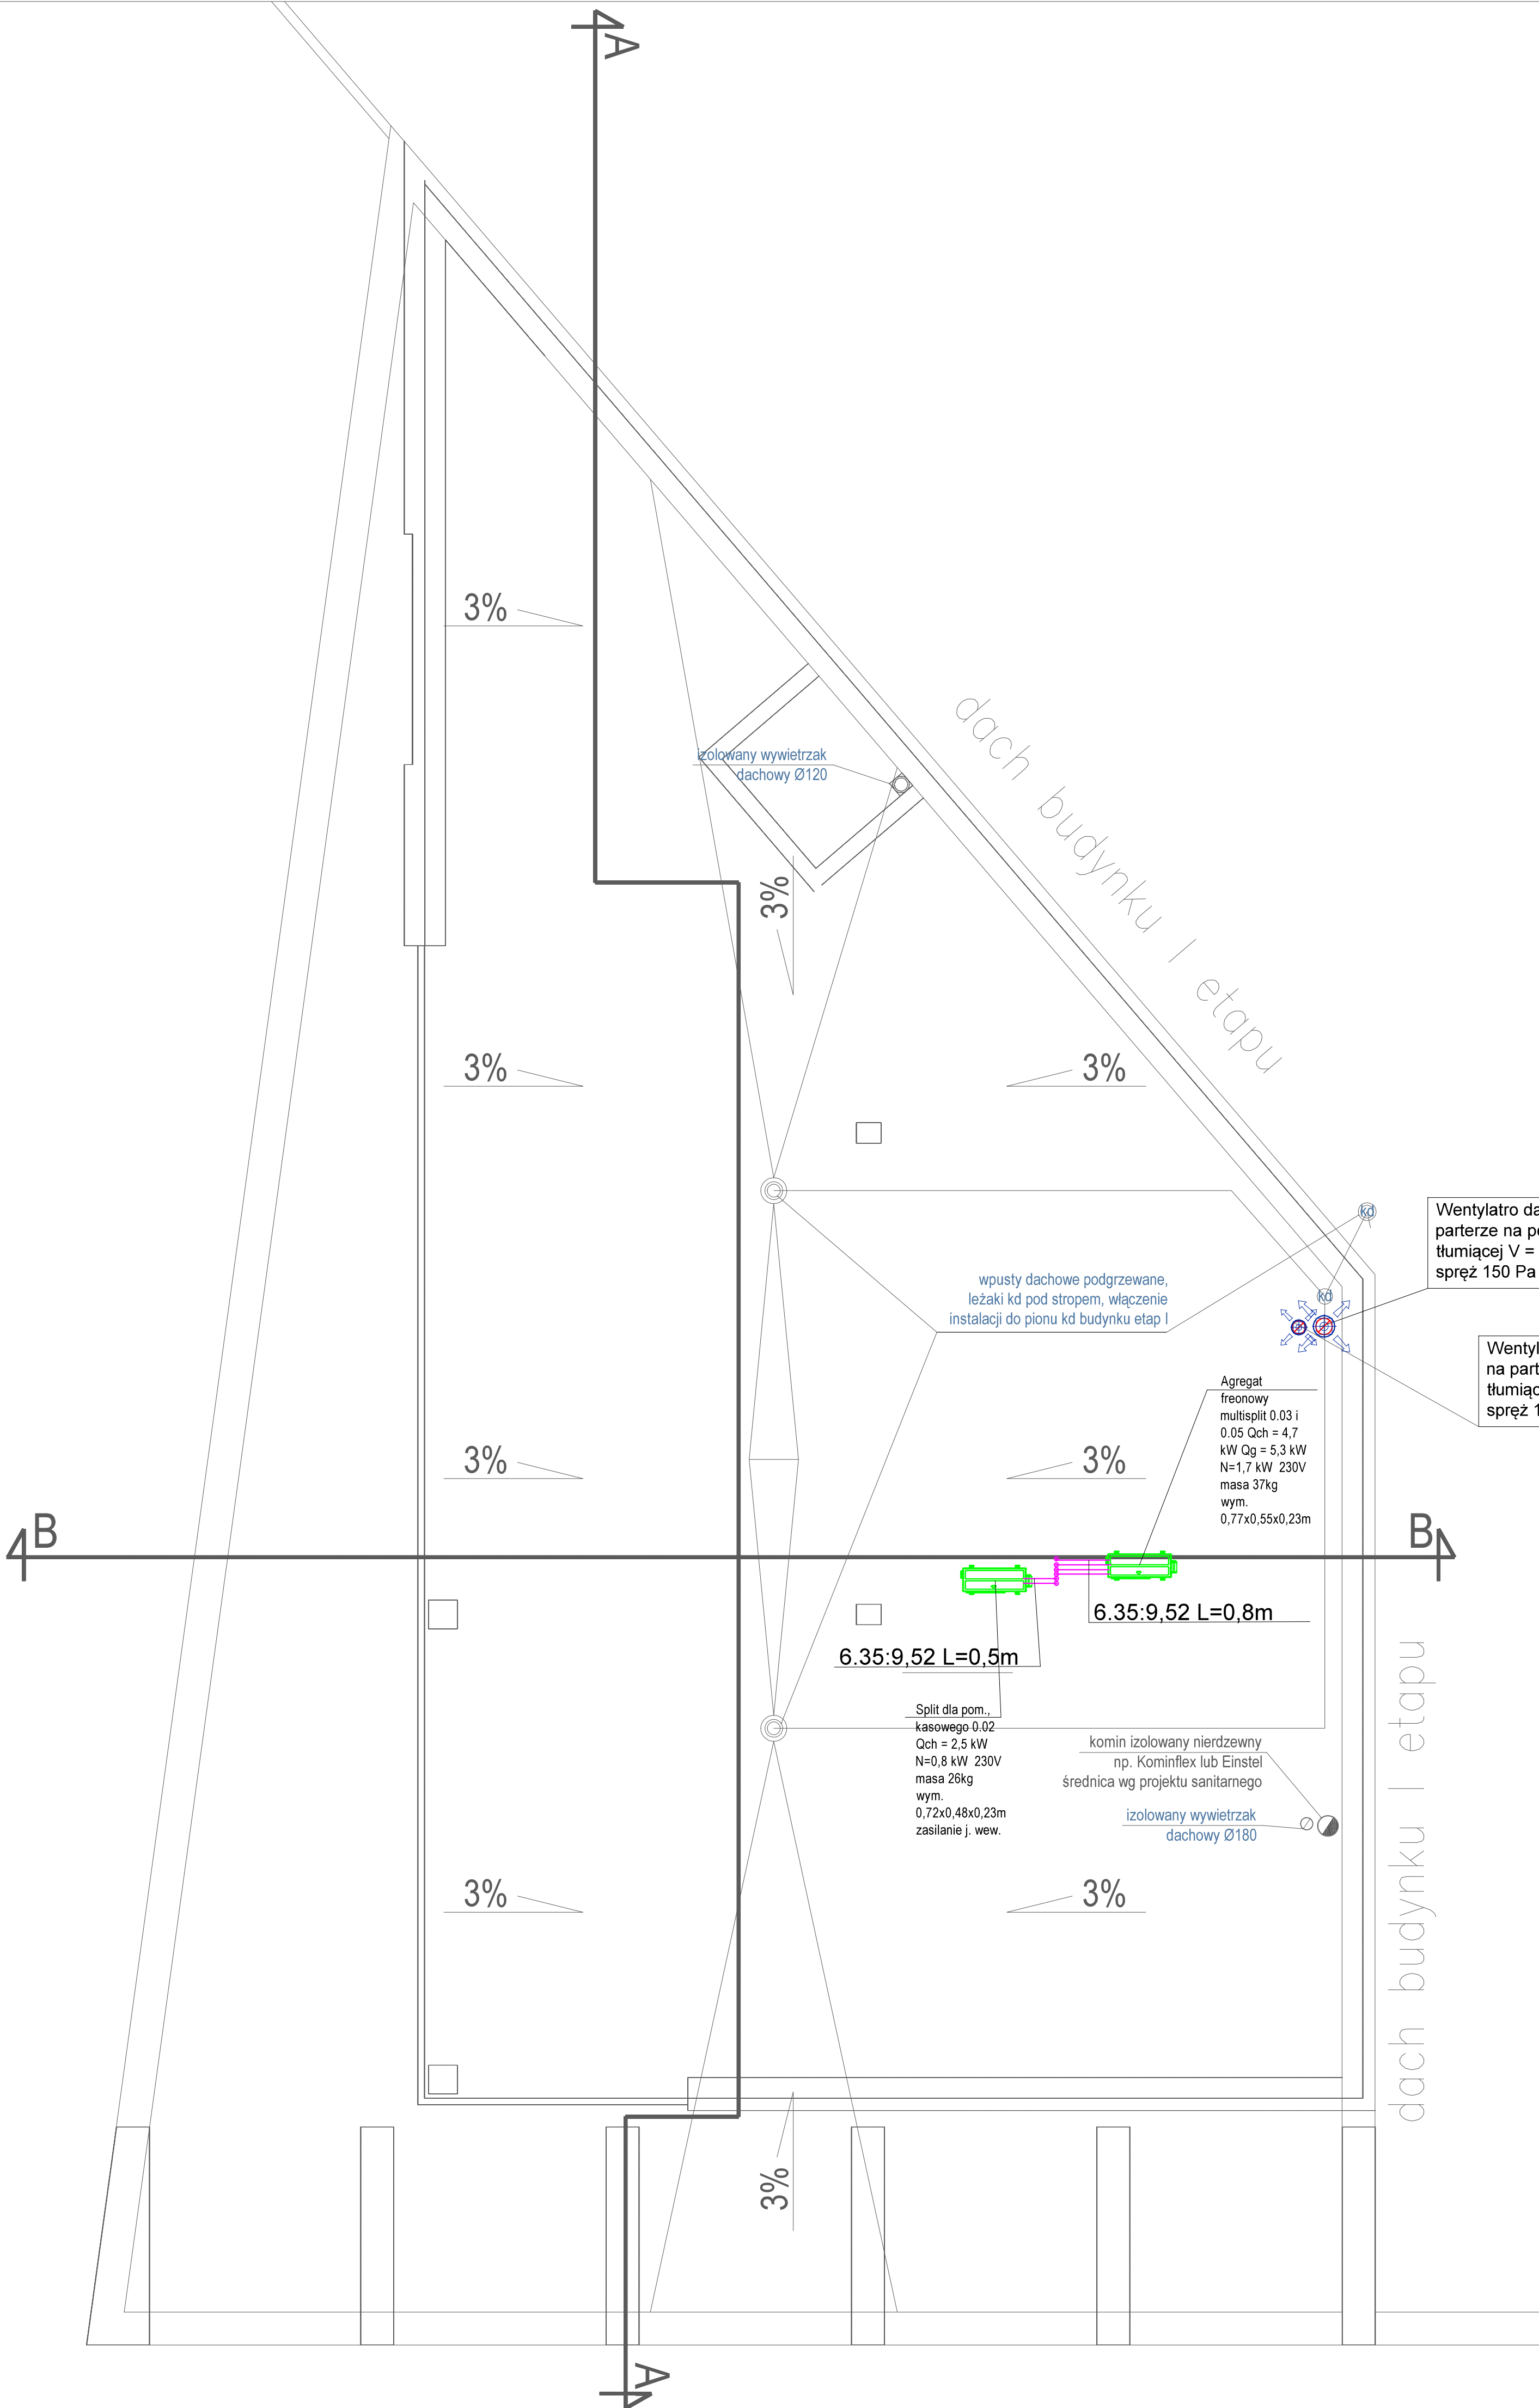 A
3%
izolowany wywietrzak
dachowy Ø120
dach budynku I etapu
3%
3%
3%
kd
Wentylatro
parterze na
tłumiącej V =
spręż 150 Pa
wpusty dachowe podgrzewane,
leżaki kd pod stropem, włączenie
instalacji do pionu kd budynku etap I
kd
na
spręż
Agregat
freonowy
multisplit 0.03 i
0.05 Qch = 4,7
kW Qg = 5,3 kW
N=1,7 kW 230V
masa 37kg
wym.
0,77x0,55x0,23m
3%
3%
B
B
6.35:9,52 L=0,8m
6.35:9,52 L=0,5m
Split dla pom.,
kasowego 0.02
Qch = 2,5 kW
N=0,8 kW 230V
masa 26kg
wym.
0,72x0,48x0,23m
zasilanie j. wew.
komin izolowany nierdzewny
np. Kominflex lub Einstel
średnica wg projektu sanitarnego
izolowany wywietrzak
dachowy Ø180
dach budynku I etapu
3%
3%
3%
A